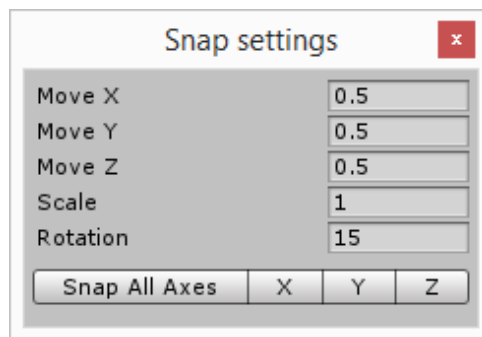 Snap settings x
Move X 0.5
Move Y 0.5
Move Z 0.5
Scale 1
Rotation 15
Snap All Axes X Y Z